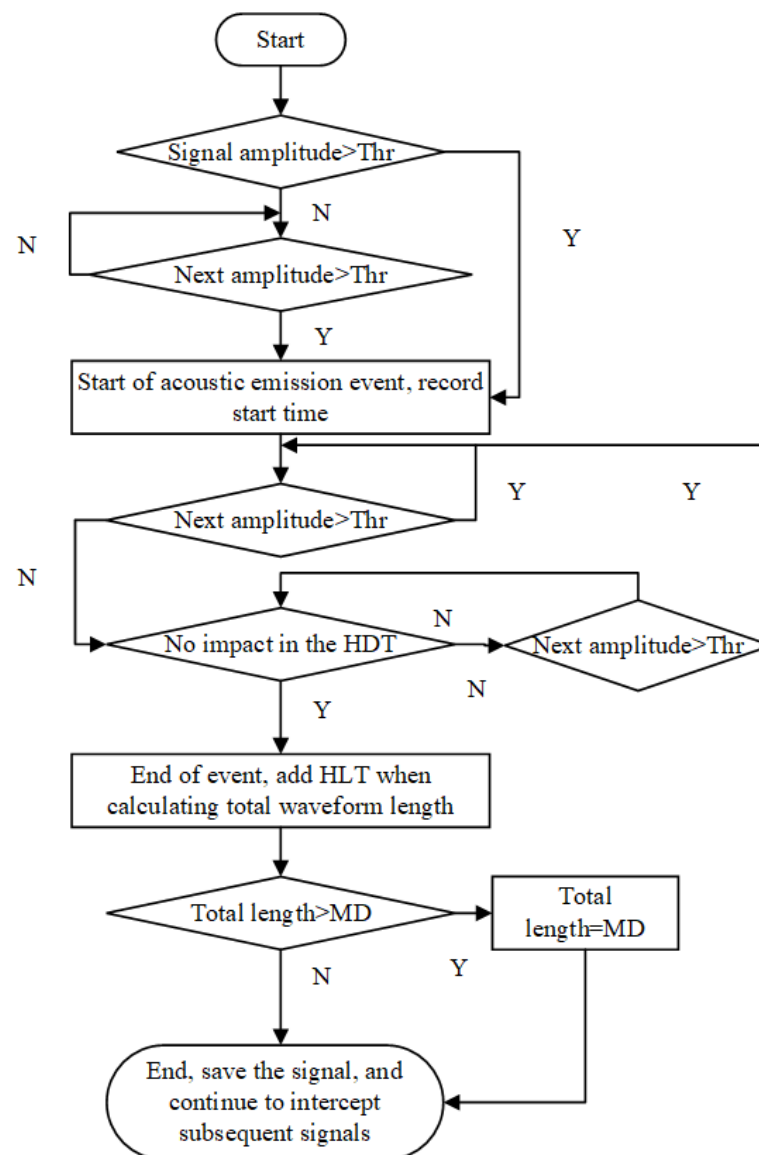 Start
Signal amplitude>Thr
N
Y
N
Next amplitude>Thr
Y
Start of acoustic emission event, record
start time
Y
Y
Next amplitude>Thr
N
N
No impact in the HDT
Next amplitude>Thr
N
Y
End of event, add HLT when
calculating total waveform length
Total length>MD
Total
length=MD
Y
N
End, save the signal, and
continue to intercept
subsequent signals